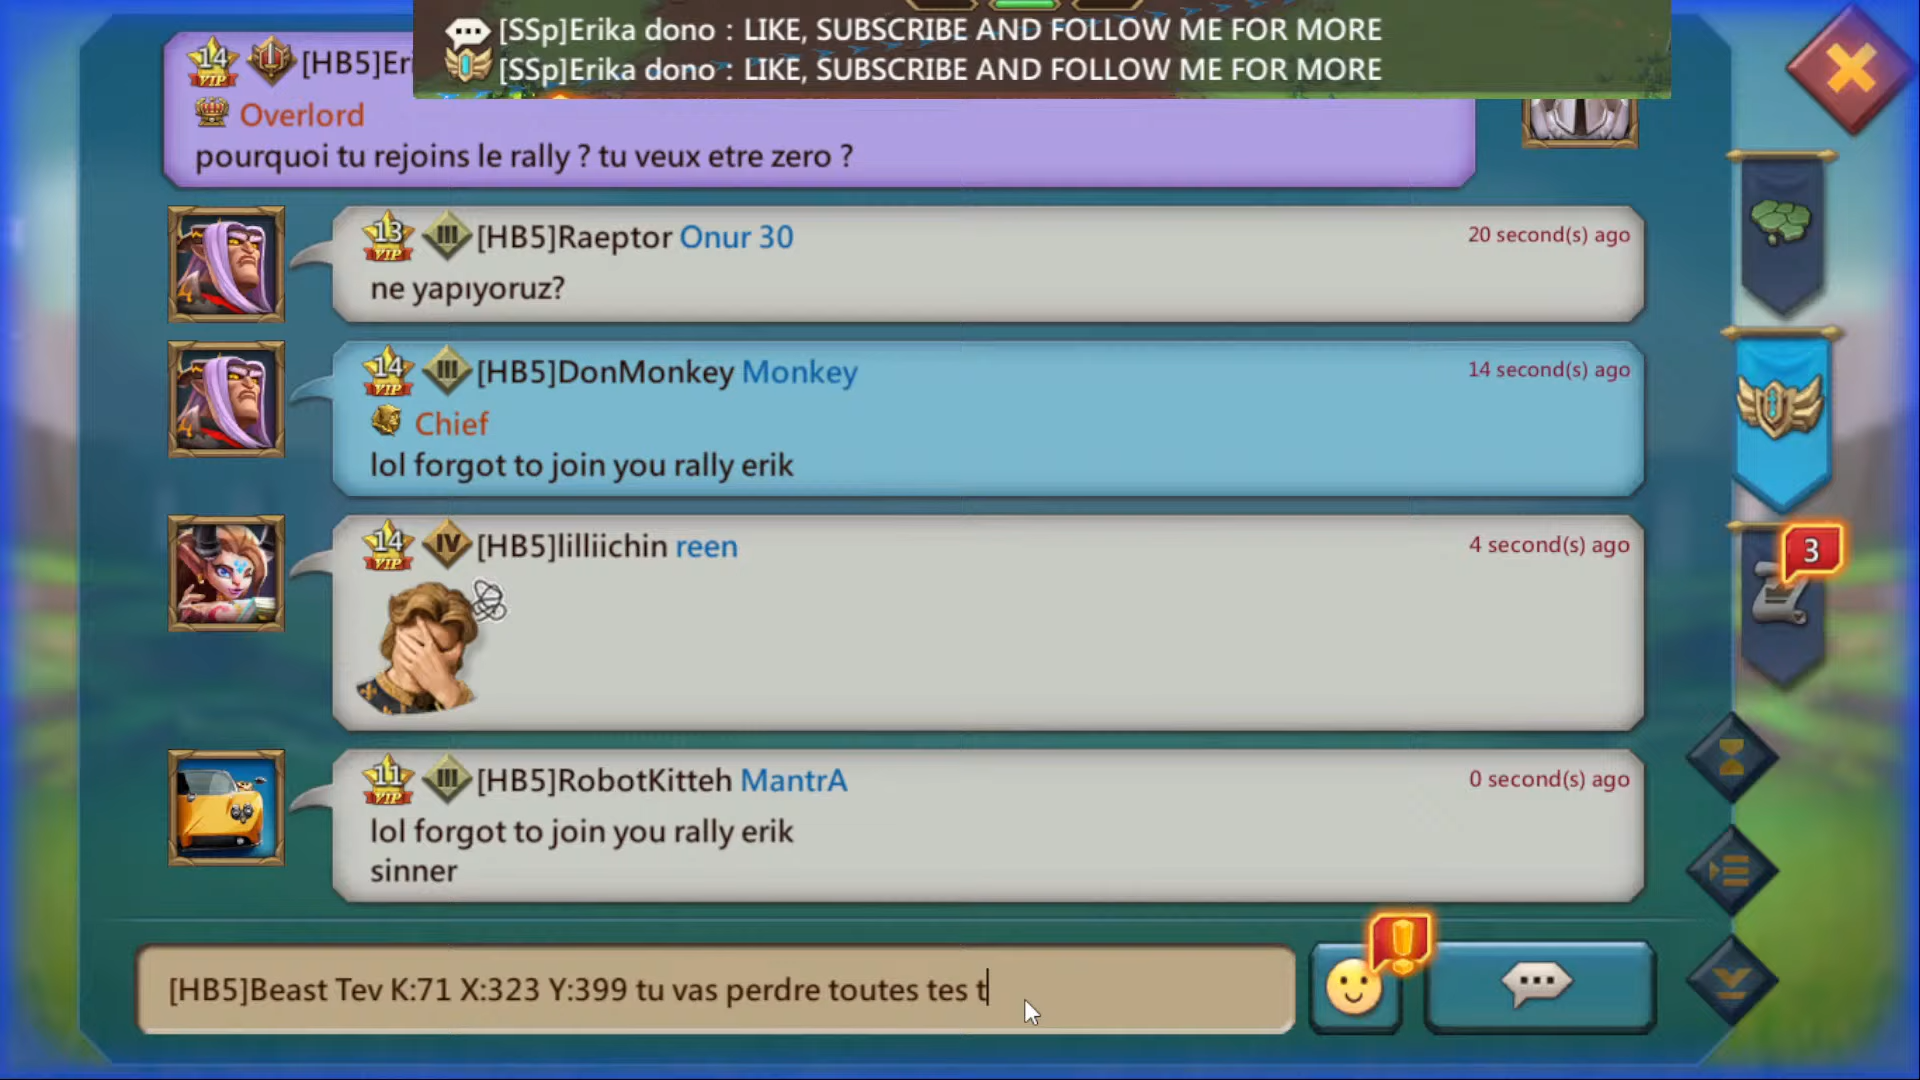 [SSp]Erika dono : LIKE, SUBSCRIBE AND FOLLOW ME FOR MORE
[SSp]Erika dono : LIKE, SUBSCRIBE AND FOLLOW ME FOR MORE
14 VIP [HB5]Er
Overlord
pourquoi tu rejoins le rally ? tu veux etre zero ?
13 VIP III [HB5]Raeptor Onur 30 20 second(s) ago
ne yapıyoruz?
14 VIP III [HB5]DonMonkey Monkey 14 second(s) ago
Chief
lol forgot to join you rally erik
14 VIP IV [HB5]lilliichin reen 4 second(s) ago
3
11 VIP III [HB5]RobotKitteh MantrA 0 second(s) ago
lol forgot to join you rally erik
sinner
[HB5]Beast Tev K:71 X:323 Y:399 tu vas perdre toutes tes t